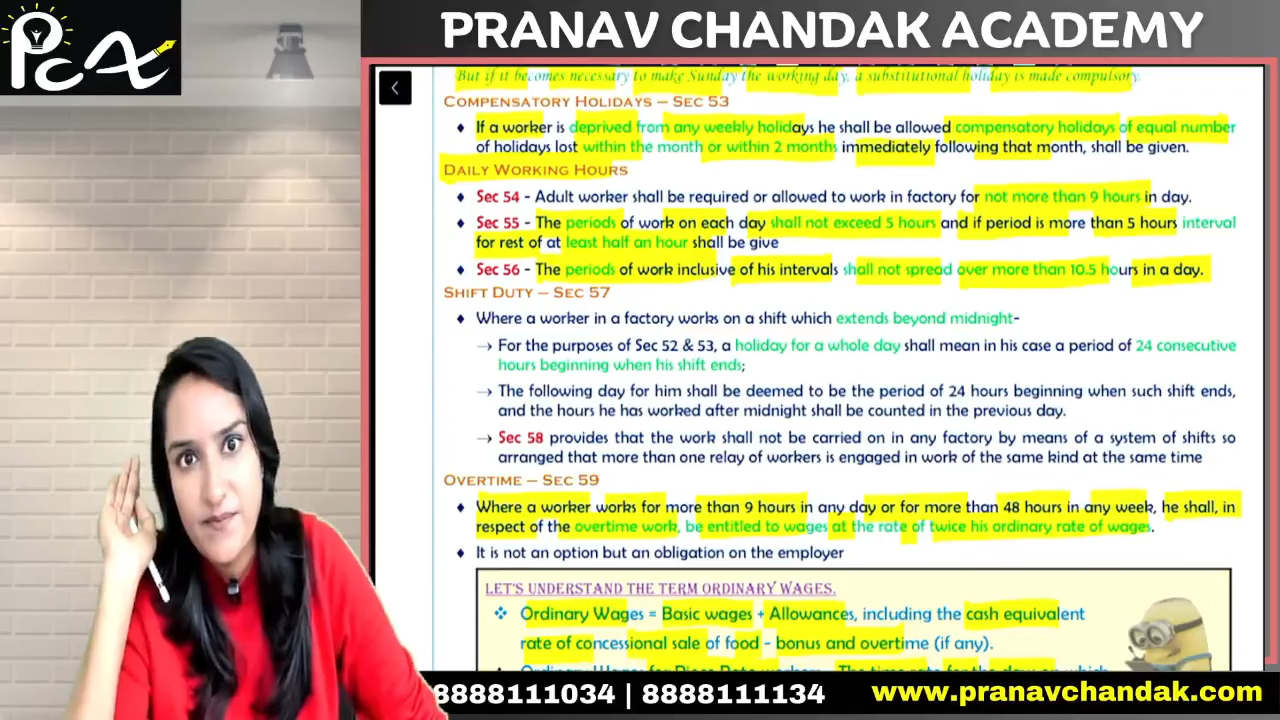 PCA
PRANAV CHANDAK ACADEMY
But if it becomes necessary to make Sunday the working day, a substitutional holiday is made compulsory.
COMPENSATORY HOLIDAYS – SEC 53
♦ If a worker is deprived from any weekly holidays he shall be allowed compensatory holidays of equal number
of holidays lost within the month or within 2 months immediately following that month, shall be given.
DAILY WORKING HOURS
♦ Sec 54 - Adult worker shall be required or allowed to work in factory for not more than 9 hours in day.
♦ Sec 55 - The periods of work on each day shall not exceed 5 hours and if period is more than 5 hours interval
for rest of at least half an hour shall be give
♦ Sec 56 - The periods of work inclusive of his intervals shall not spread over more than 10.5 hours in a day.
SHIFT DUTY – SEC 57
♦ Where a worker in a factory works on a shift which extends beyond midnight-
→ For the purposes of Sec 52 & 53, a holiday for a whole day shall mean in his case a period of 24 consecutive
hours beginning when his shift ends;
→ The following day for him shall be deemed to be the period of 24 hours beginning when such shift ends,
and the hours he has worked after midnight shall be counted in the previous day.
→ Sec 58 provides that the work shall not be carried on in any factory by means of a system of shifts so
arranged that more than one relay of workers is engaged in work of the same kind at the same time
OVERTIME – SEC 59
♦ Where a worker works for more than 9 hours in any day or for more than 48 hours in any week, he shall, in
respect of the overtime work, be entitled to wages at the rate of twice his ordinary rate of wages.
♦ It is not an option but an obligation on the employer
LET'S UNDERSTAND THE TERM ORDINARY WAGES.
❖ Ordinary Wages = Basic wages + Allowances, including the cash equivalent
rate of concessional sale of food - bonus and overtime (if any).
Ordinary Wages for Piece Rate workers = The time rate for the days on which
8888111034 | 8888111134
www.pranavchandak.com